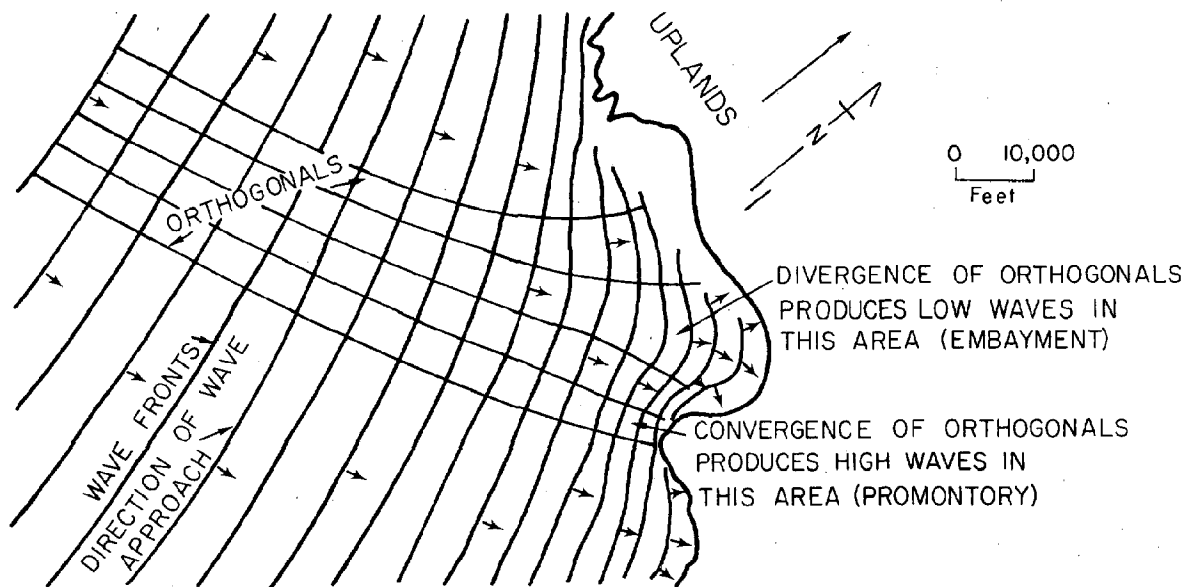 UPLANDS
N
0 10,000
Feet
ORTHOGONALS
DIVERGENCE OF ORTHOGONALS
PRODUCES LOW WAVES IN
THIS AREA (EMBAYMENT)
CONVERGENCE OF ORTHOGONALS
PRODUCES HIGH WAVES IN
THIS AREA (PROMONTORY)
WAVE FRONTS
DIRECTION OF WAVE
APPROACH